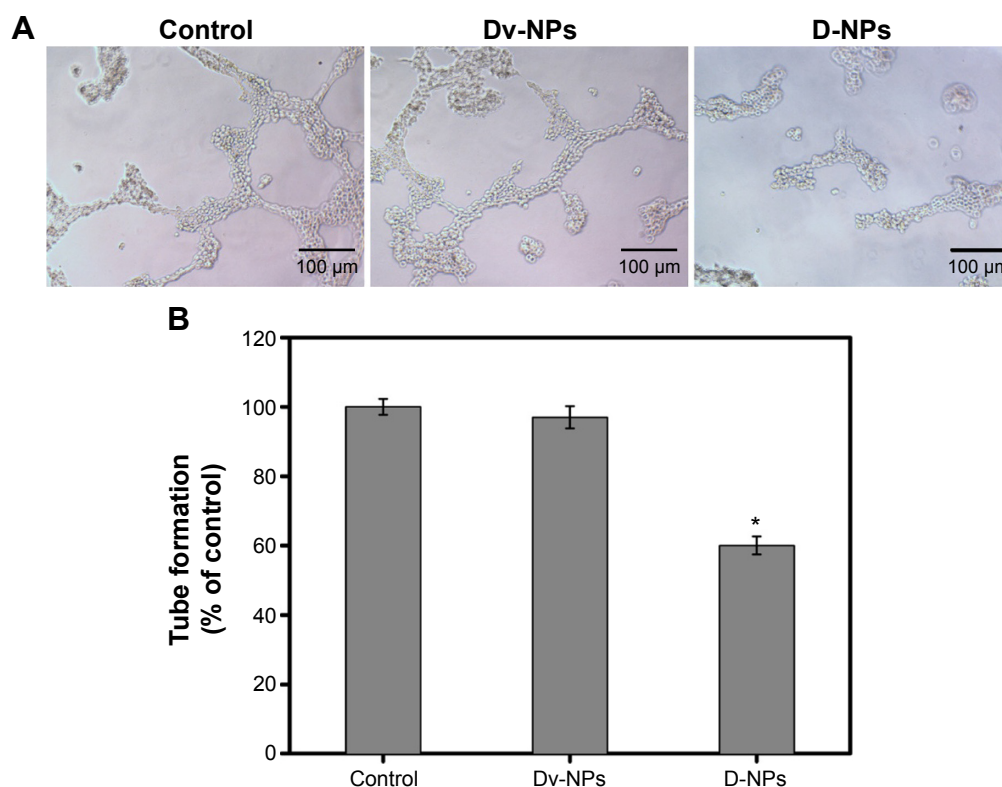 A
Control
Dv-NPs
D-NPs
100 μm
100 μm
100 μm
B
Tube formation
(% of control)
120
100
80
60
40
20
0
*
Control
Dv-NPs
D-NPs